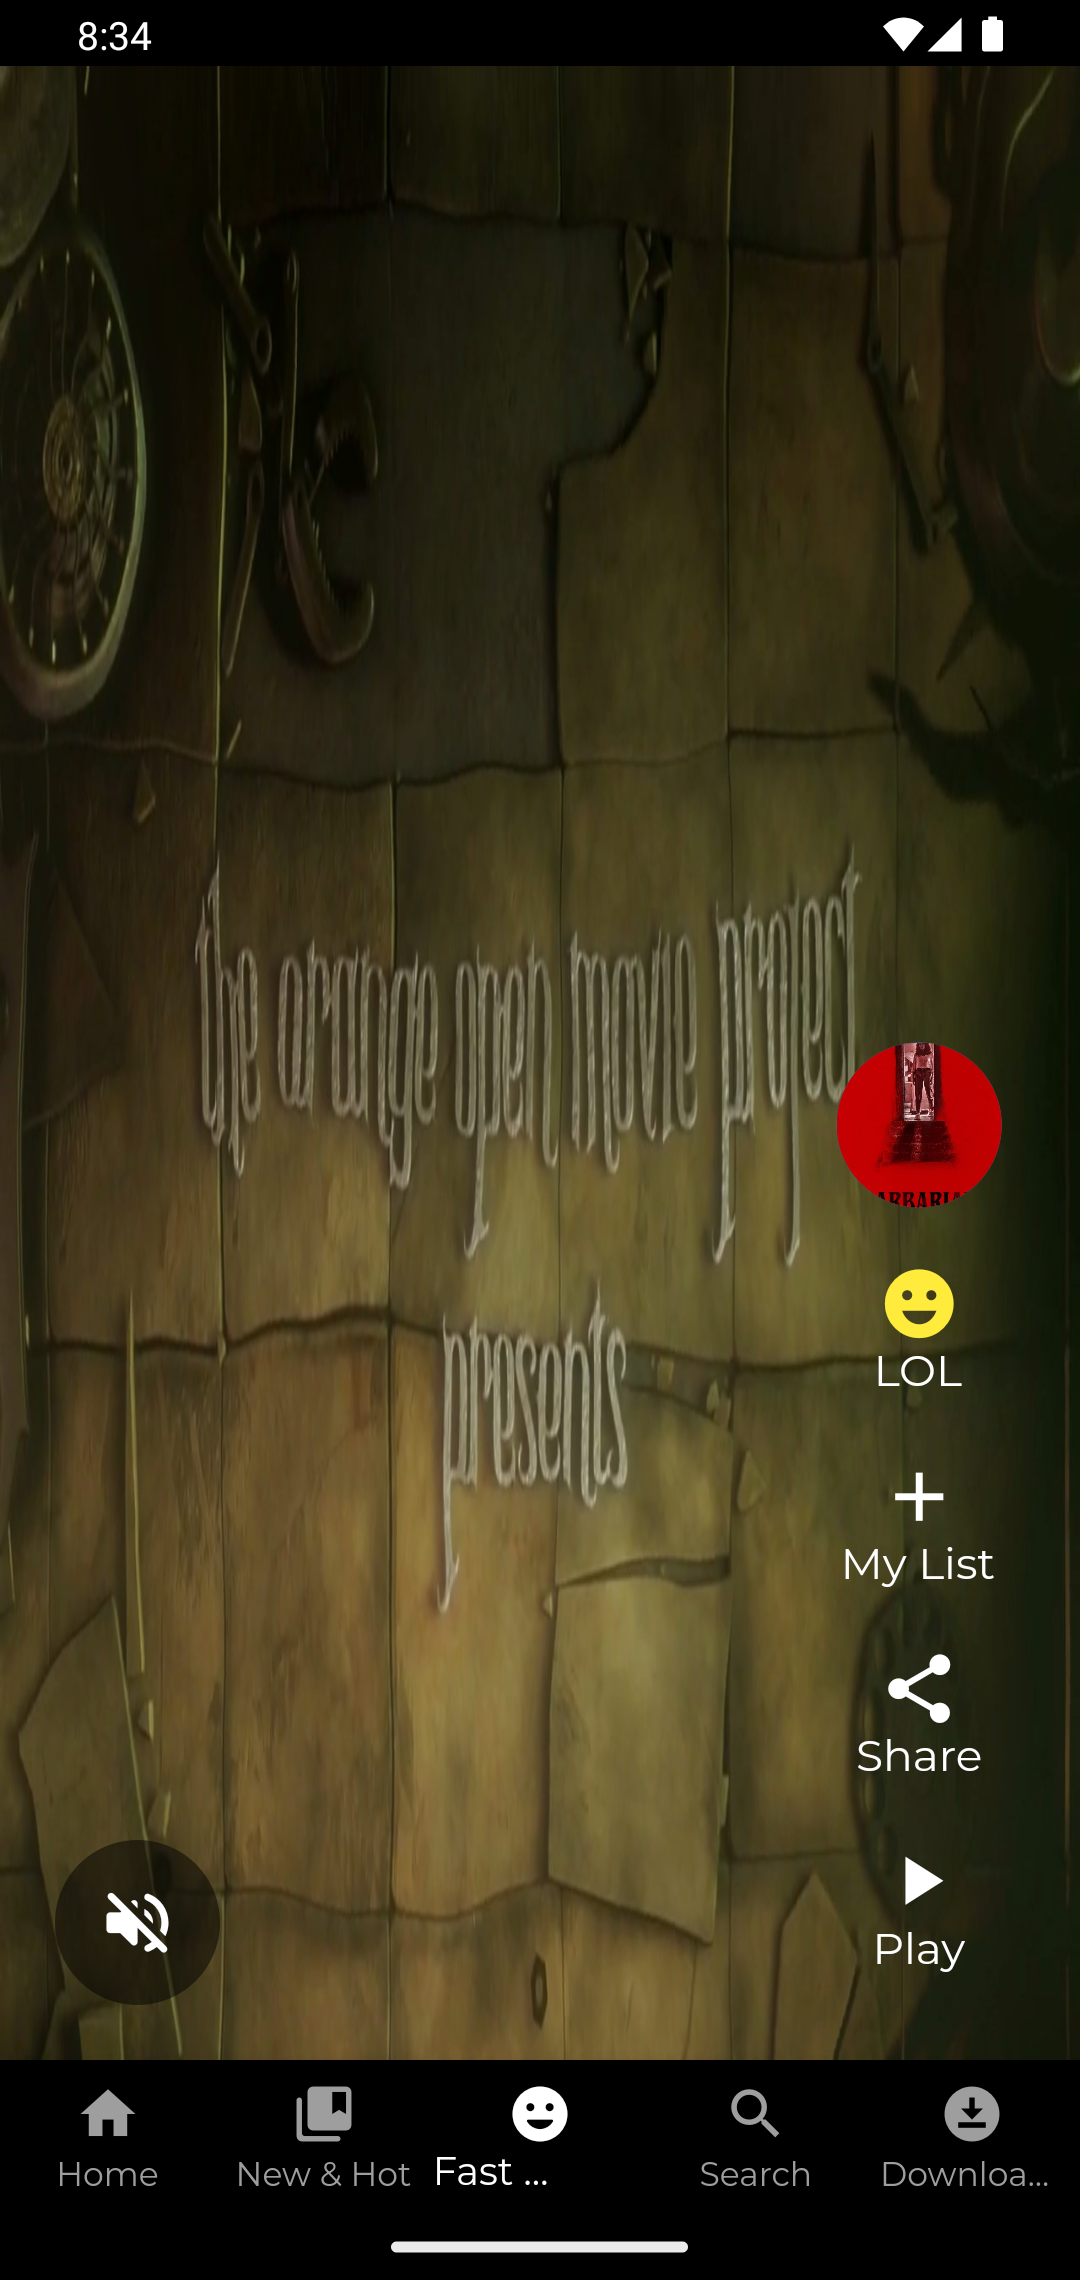 8:34
the orange open movie project
presents
ARBARIA
LOL
My List
Share
Play
Home
New & Hot
Fast ...
Search
Downloa...